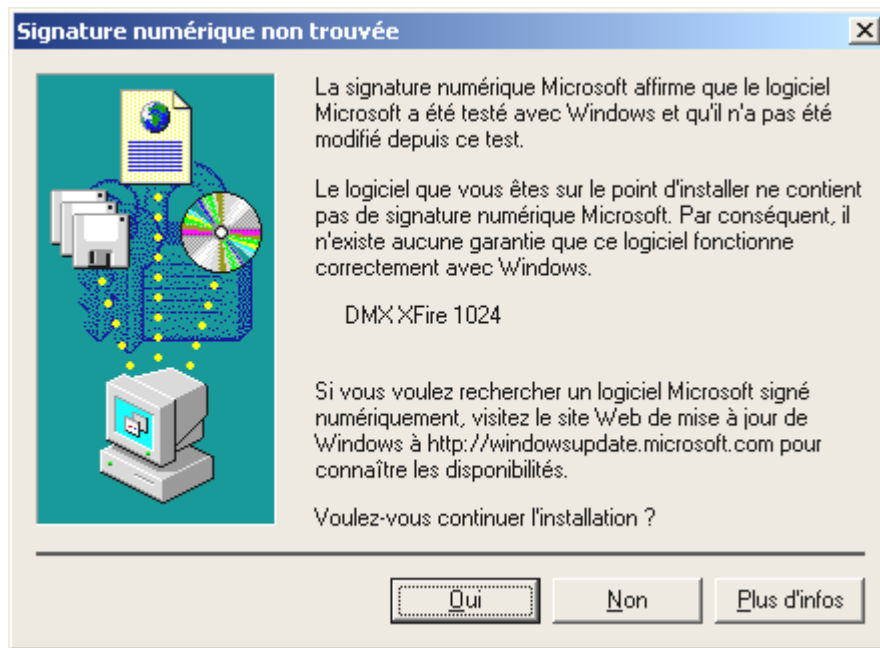 Signature numérique non trouvée
La signature numérique Microsoft affirme que le logiciel
Microsoft a été testé avec Windows et qu'il n'a pas été
modifié depuis ce test.
Le logiciel que vous êtes sur le point d'installer ne contient
pas de signature numérique Microsoft. Par conséquent, il
n'existe aucune garantie que ce logiciel fonctionne
correctement avec Windows.
DMX XFire 1024
Si vous voulez rechercher un logiciel Microsoft signé
numériquement, visitez le site Web de mise à jour de
Windows à http://windowsupdate.microsoft.com pour
connaître les disponibilités.
Voulez-vous continuer l'installation ?
Oui Non Plus d'infos